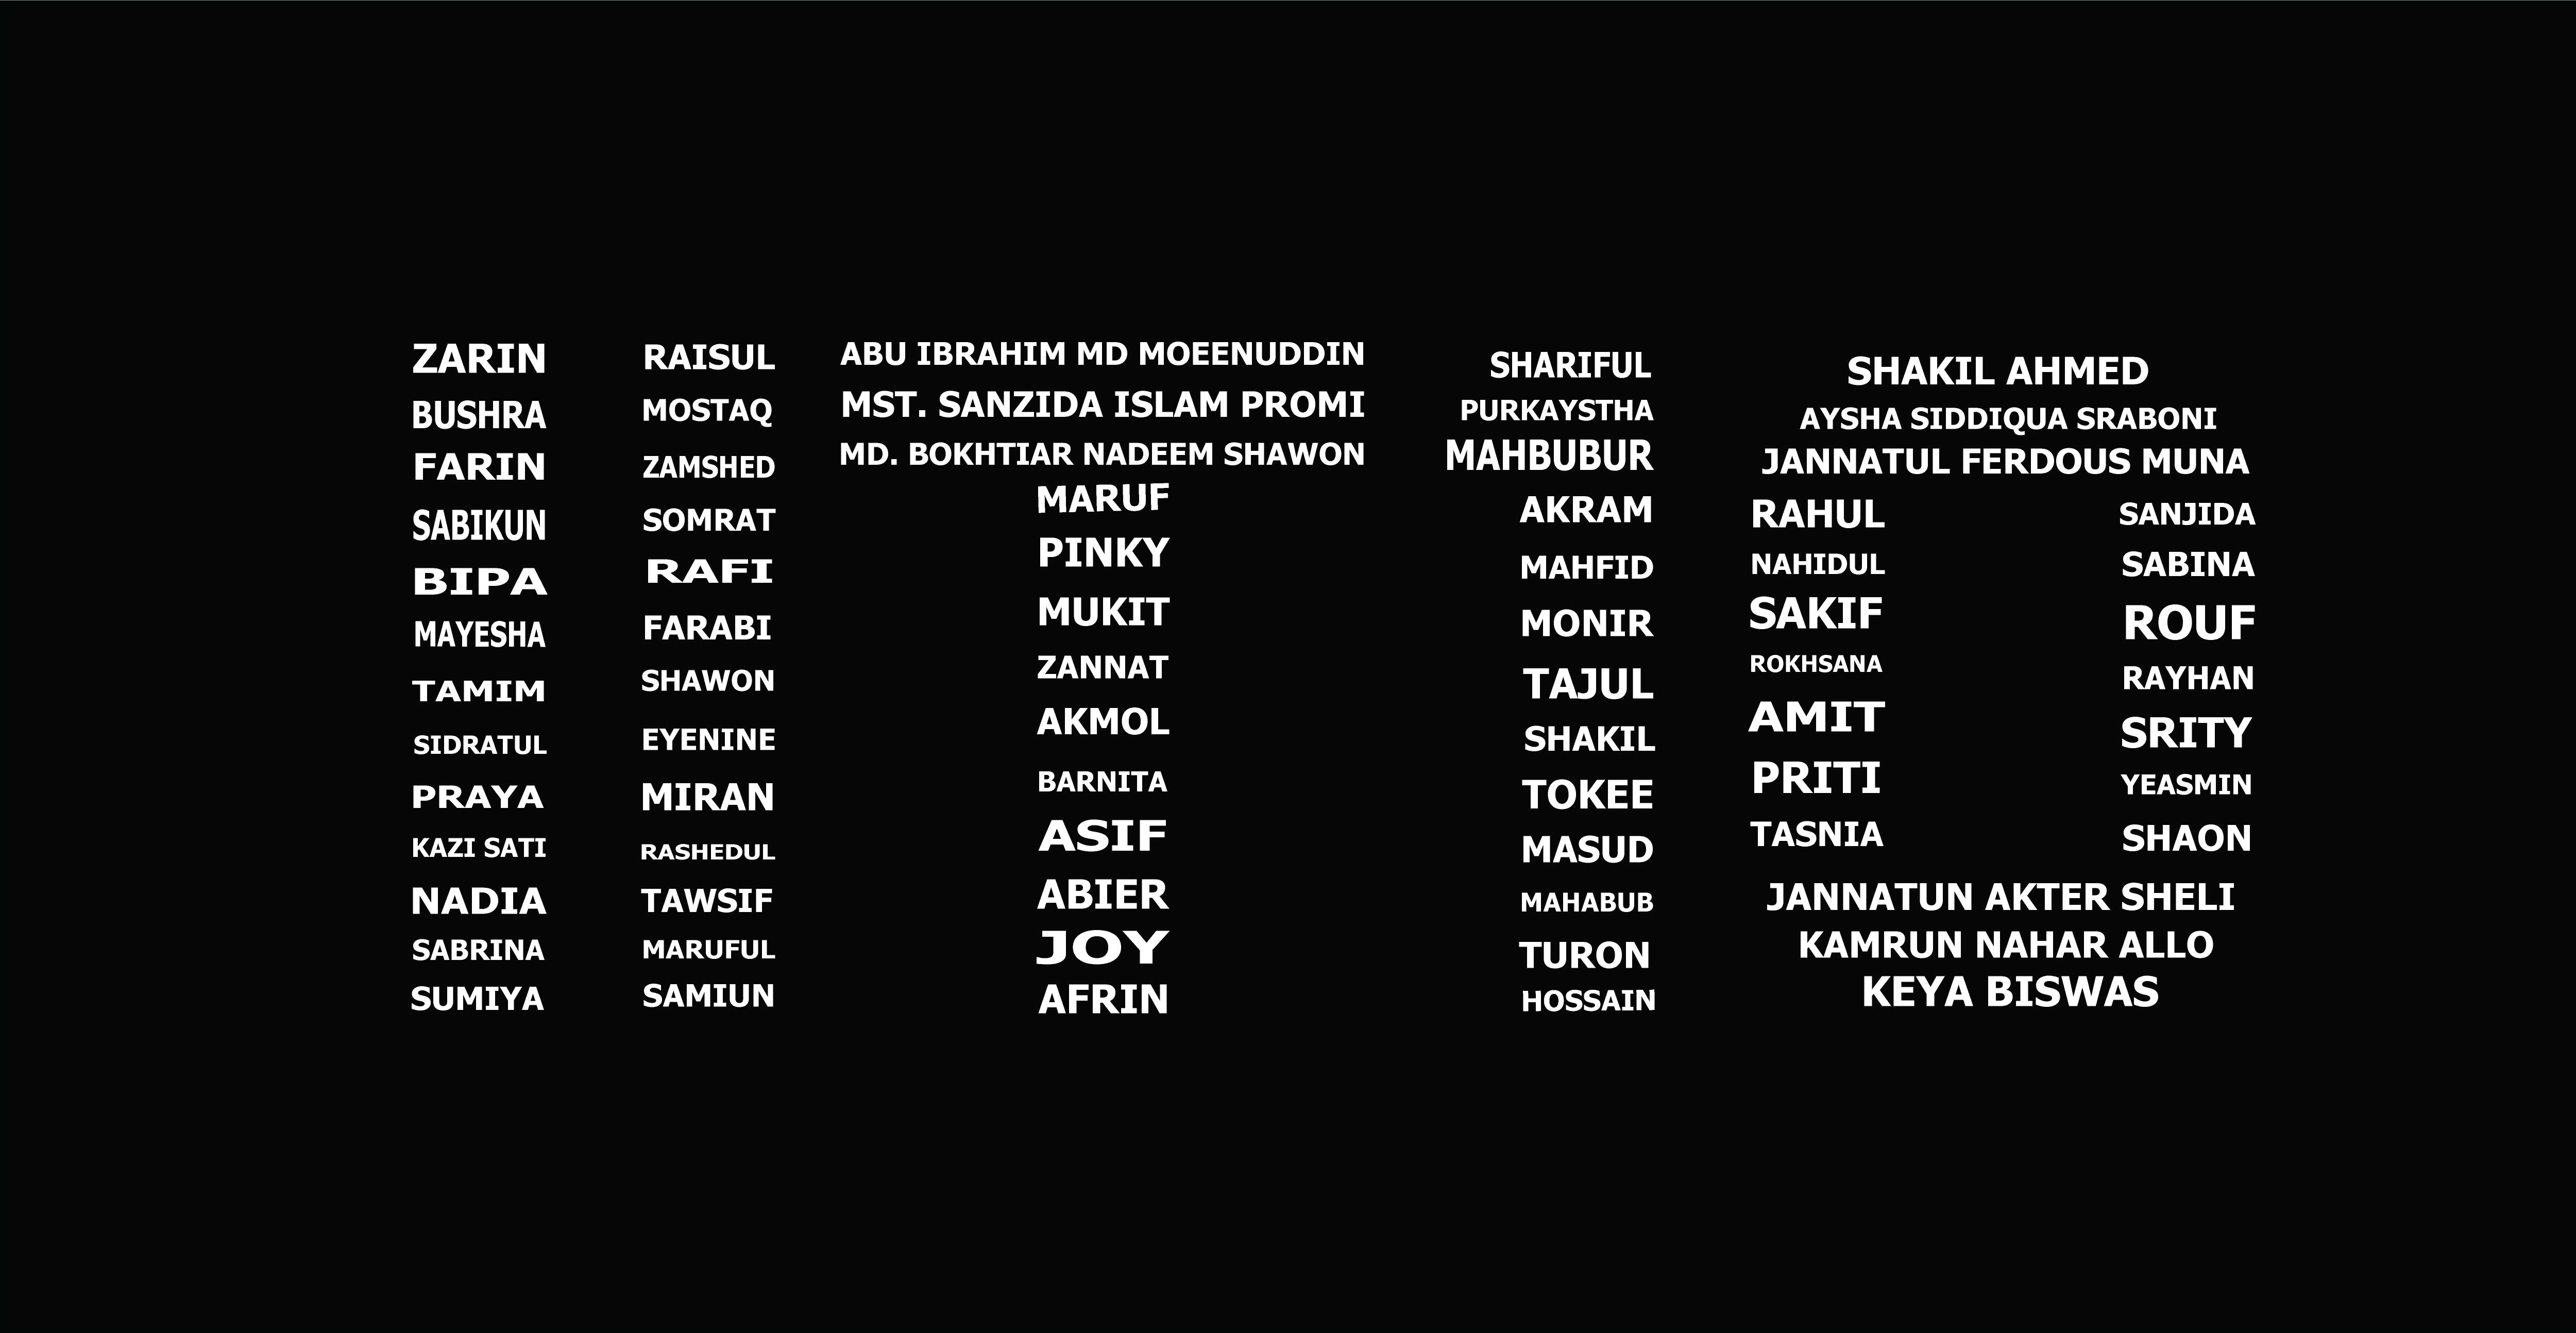 ZARIN
BUSHRA
FARIN
SABIKUN
BIPA
MAYESHA
TAMIM
SIDRATUL
PRAYA
KAZI SATI
NADIA
SABRINA
SUMIYA
RAISUL
MOSTAQ
ZAMSHED
SOMRAT
RAFI
FARABI
SHAWON
EYENINE
MIRAN
RASHEDUL
TAWSIF
MARUFUL
SAMIUN
ABU IBRAHIM MD MOEENUDDIN
MST. SANZIDA ISLAM PROMI
MD. BOKHTIAR NADEEM SHAWON
MARUF
PINKY
MUKIT
ZANNAT
AKMOL
BARNITA
ASIF
ABIER
JOY
AFRIN
SHARIFUL
PURKAYSTHA
MAHBUBUR
AKRAM
MAHFID
MONIR
TAJUL
SHAKIL
TOKEE
MASUD
MAHABUB
TURON
HOSSAIN
SHAKIL AHMED
AYSHA SIDDIQUA SRABONI
JANNATUL FERDOUS MUNA
RAHUL
NAHIDUL
SAKIF
ROKHSANA
AMIT
PRITI
TASNIA
SANJIDA
SABINA
ROUF
RAYHAN
SRITY
YEASMIN
SHAON
JANNATUN AKTER SHELI
KAMRUN NAHAR ALLO
KEYA BISWAS